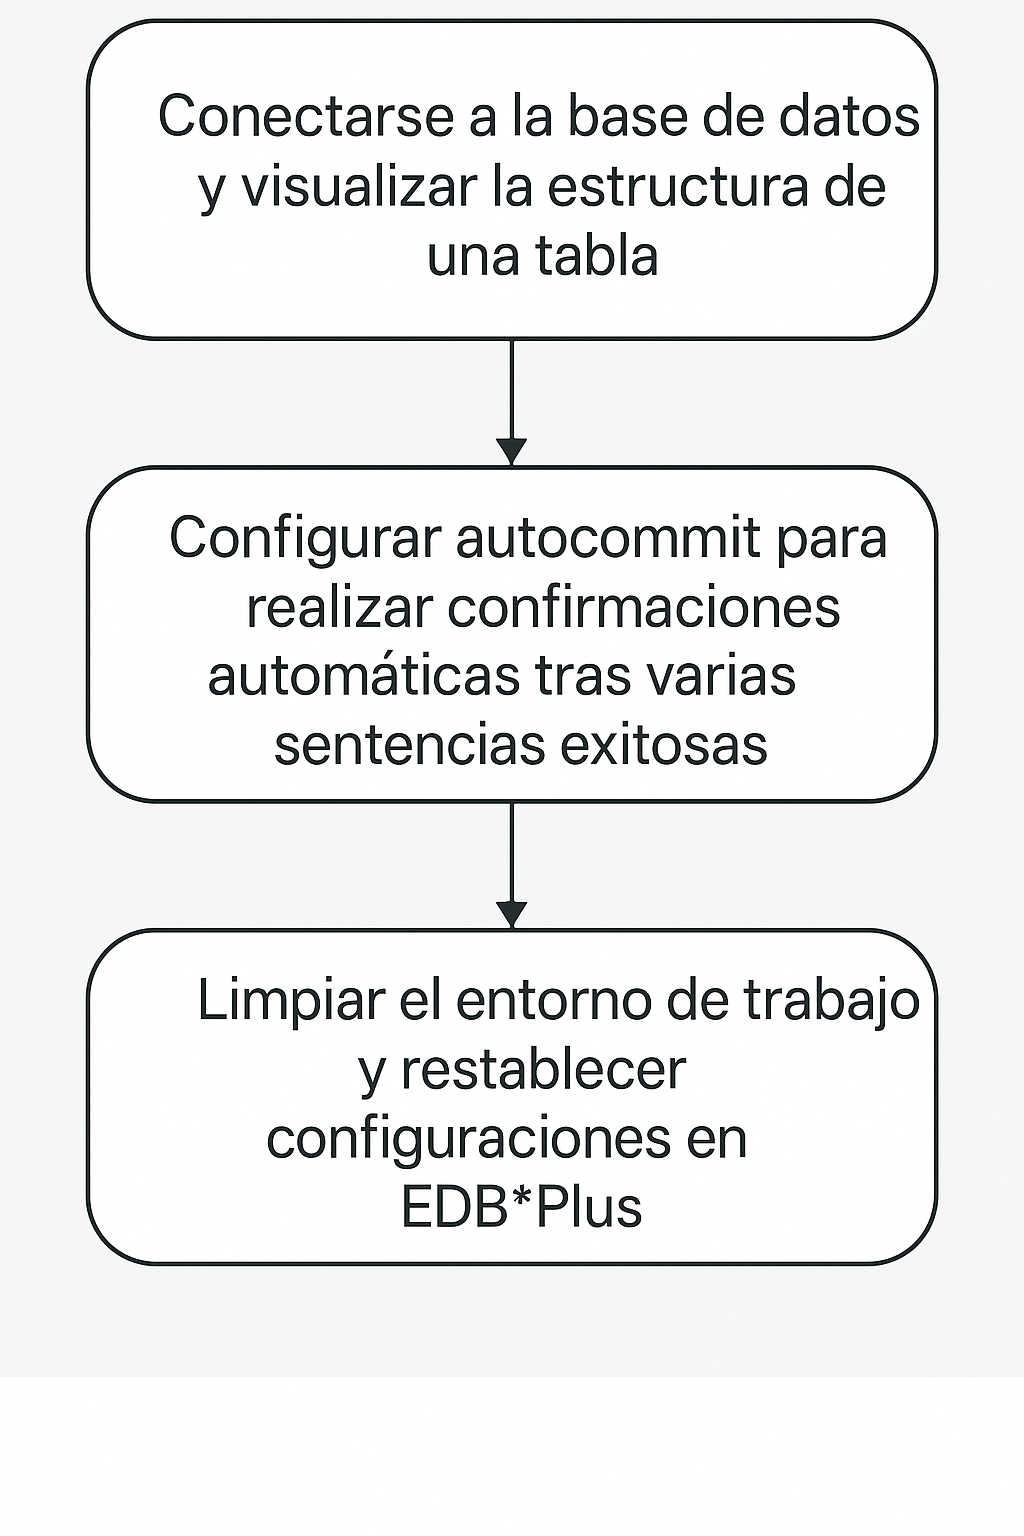 Conectarse a la base de datos
y visualizar la estructura de
una tabla
Configurar autocommit para
realizar confirmaciones
automáticas tras varias
sentencias exitosas
Limpiar el entorno de trabajo
y restablecer
configuraciones en
EDB*Plus